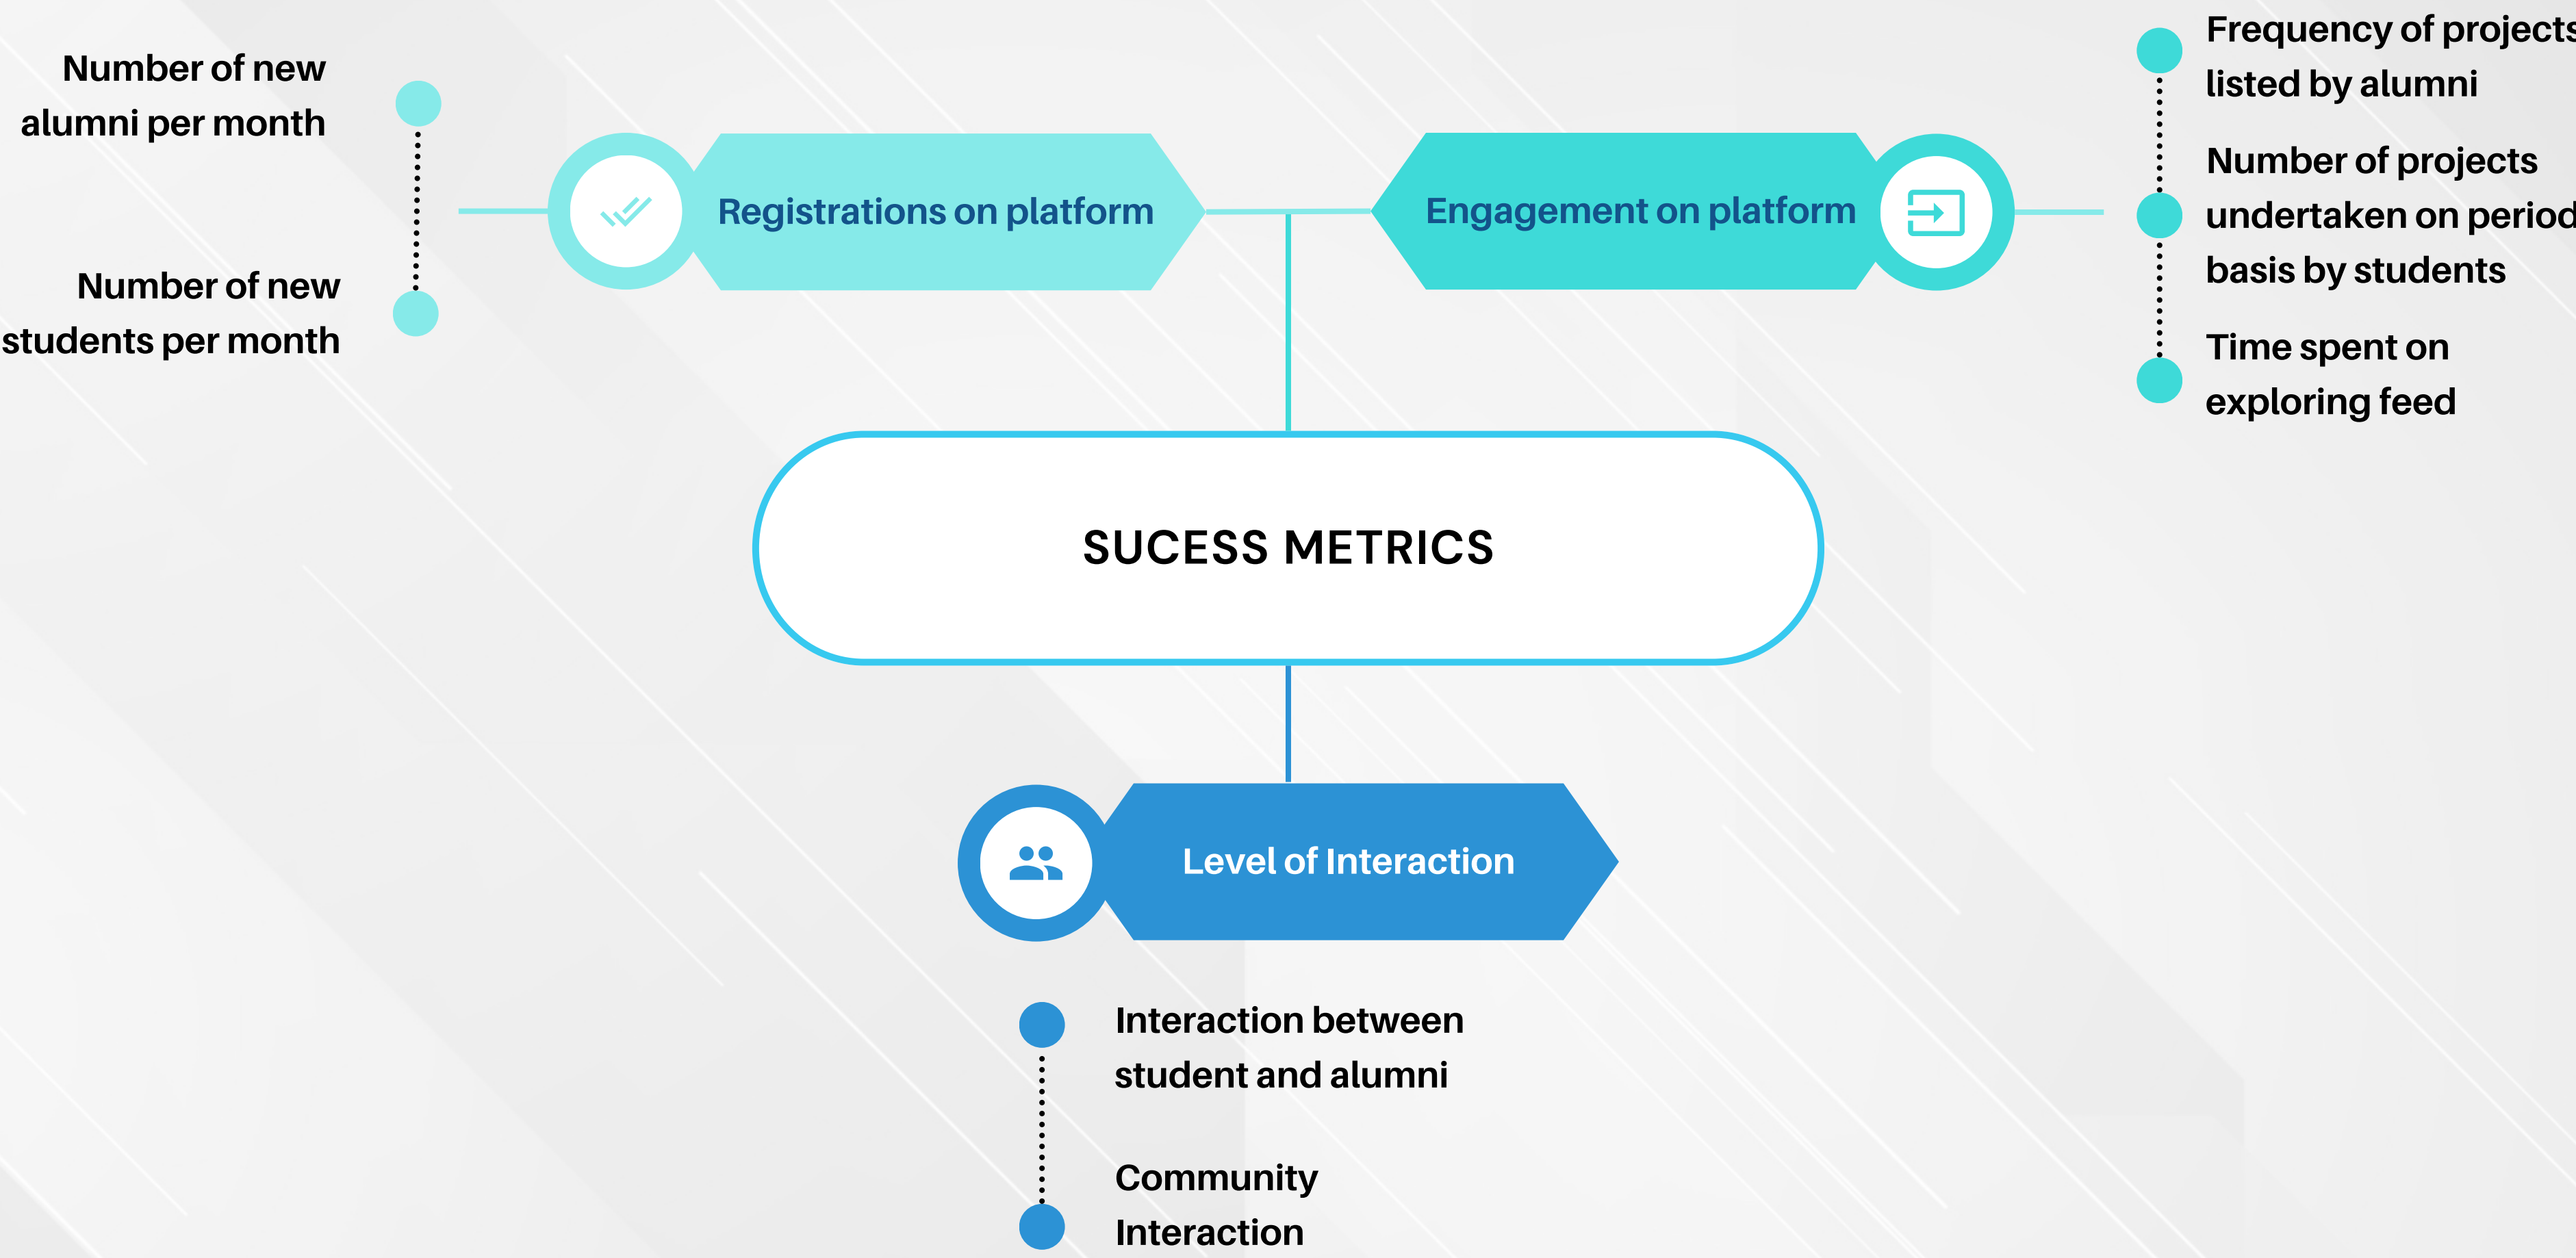 Number of new
alumni per month
Number of new
students per month
Registrations on platform
Engagement on platform
Frequency of projects
listed by alumni
Number of projects
undertaken on period
basis by students
Time spent on
exploring feed
SUCESS METRICS
Level of Interaction
Interaction between
student and alumni
Community
Interaction